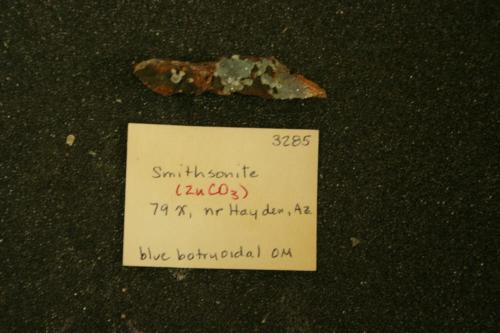 3285
Smithsonite
(ZnCO3)
79 X, nr Hayden, Az
blue botryoidal OM